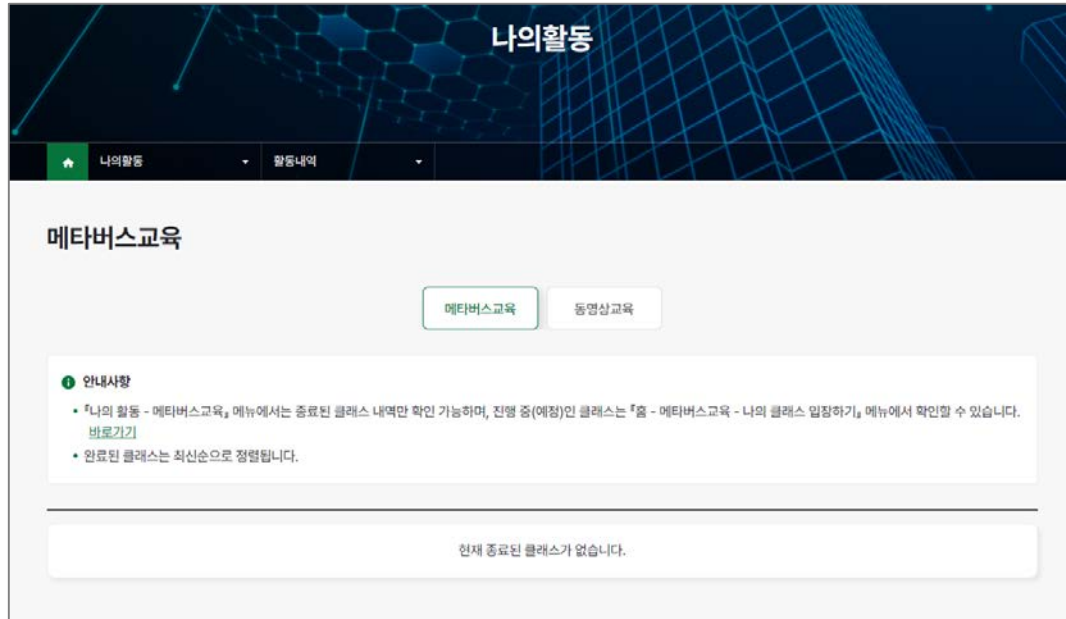 나의활동
나의활동
활동내역
메타버스교육
메타버스교육
동영상교육
안내사항
• 『나의 활동 - 메타버스교육』 메뉴에서는 종료된 클래스 내역만 확인 가능하며, 진행 중(예정)인 클래스는 『홈 - 메타버스교육 - 나의 클래스 입장하기』 메뉴에서 확인할 수 있습니다.
바로가기
• 완료된 클래스는 최신순으로 정렬됩니다.
현재 종료된 클래스가 없습니다.